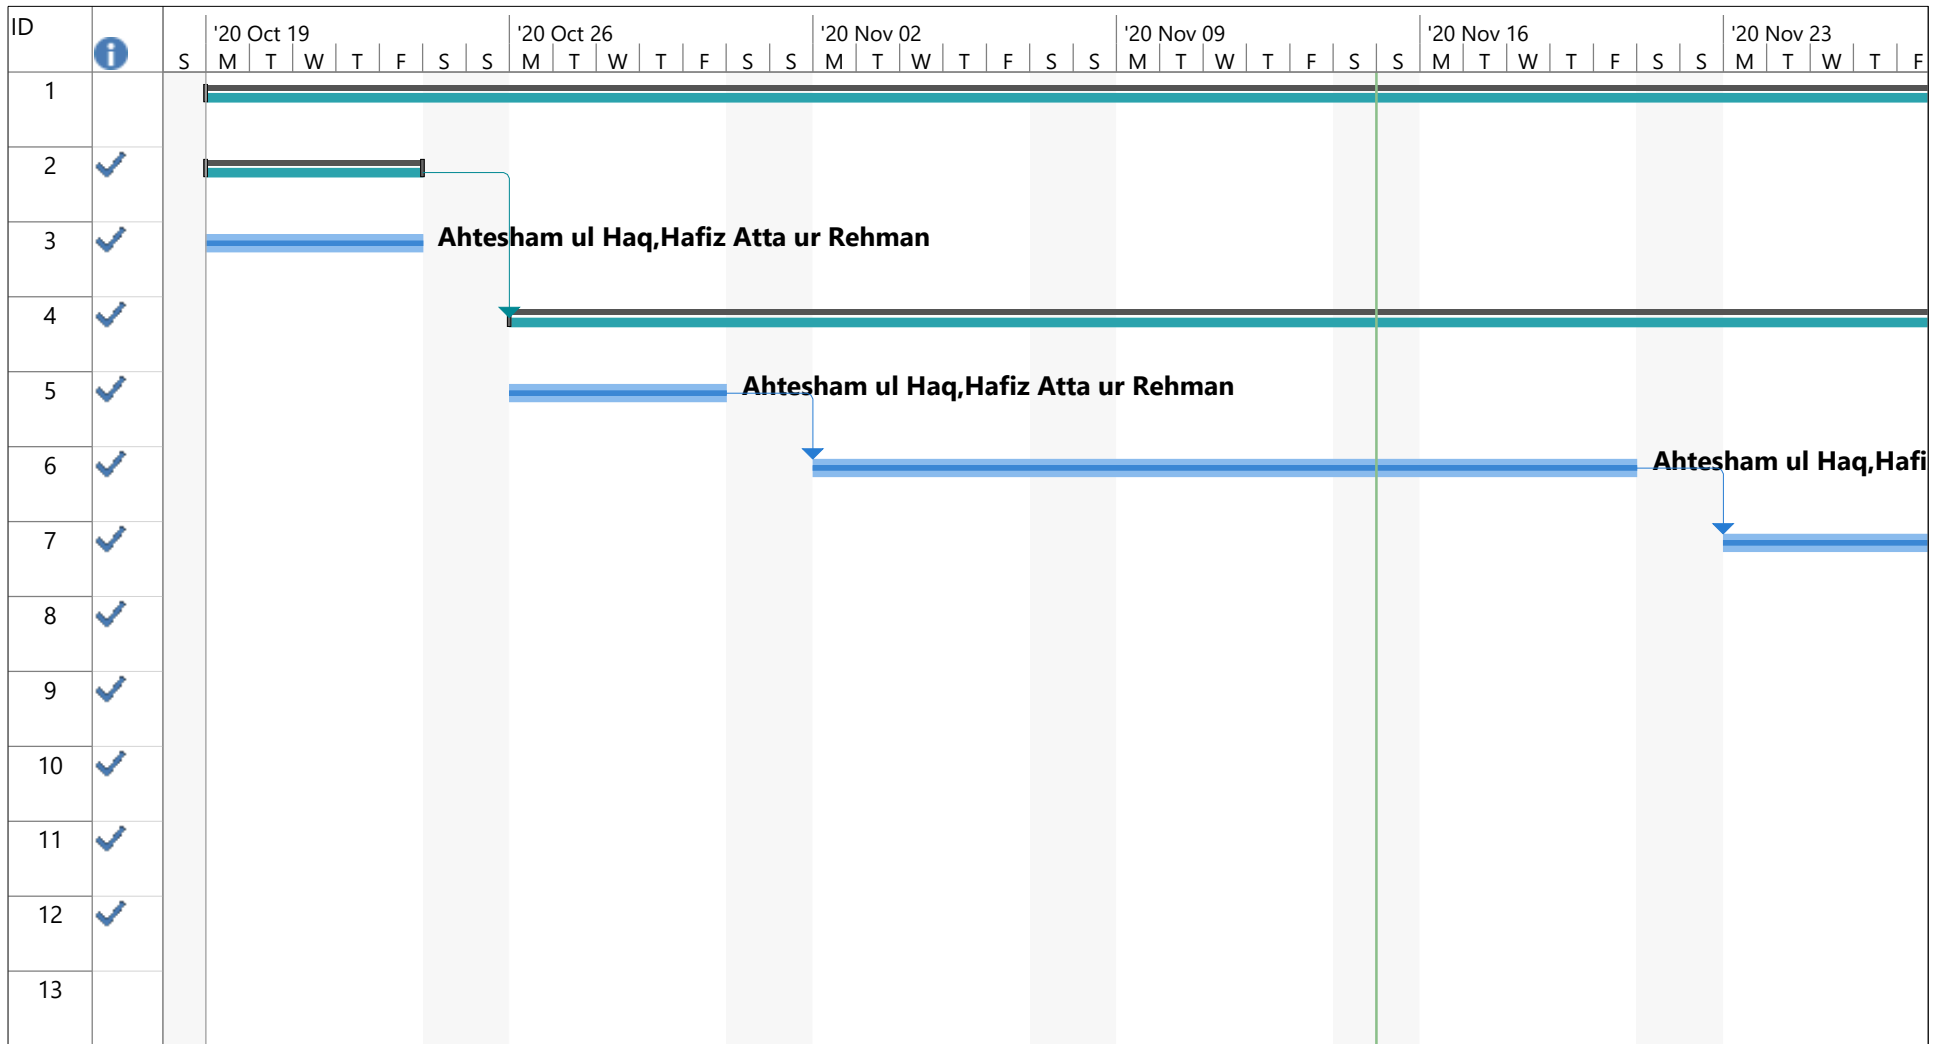 ID
'20 Oct 19 '20 Oct 26 '20 Nov 02 '20 Nov 09 '20 Nov 16 '20 Nov 23
S M T W T F S S M T W T F S S M T W T F S S M T W T F S S M T W T F S S M T W T F
1
2
3 Ahtesham ul Haq,Hafiz Atta ur Rehman
4
5 Ahtesham ul Haq,Hafiz Atta ur Rehman
6 Ahtesham ul Haq,Hafi
7
8
9
10
11
12
13